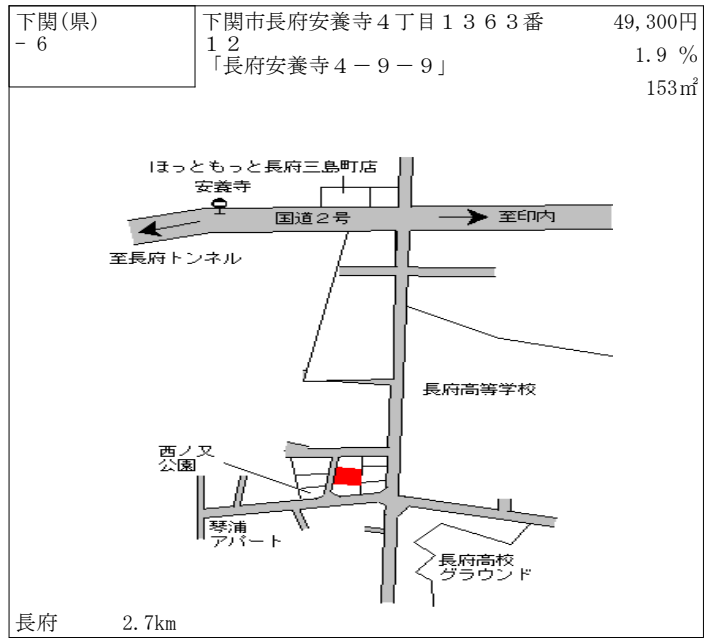 下関(県)
- 6
下関市長府安養寺４丁目１３６３番
１２
「長府安養寺４－９－９」
49,300円
1.9 %
153㎡
ほっともっと長府三島町店
安養寺
国道２号
至印内
至長府トンネル
長府高等学校
西ノ又
公園
琴浦
アパート
長府高校
グラウンド
長府 2.7km